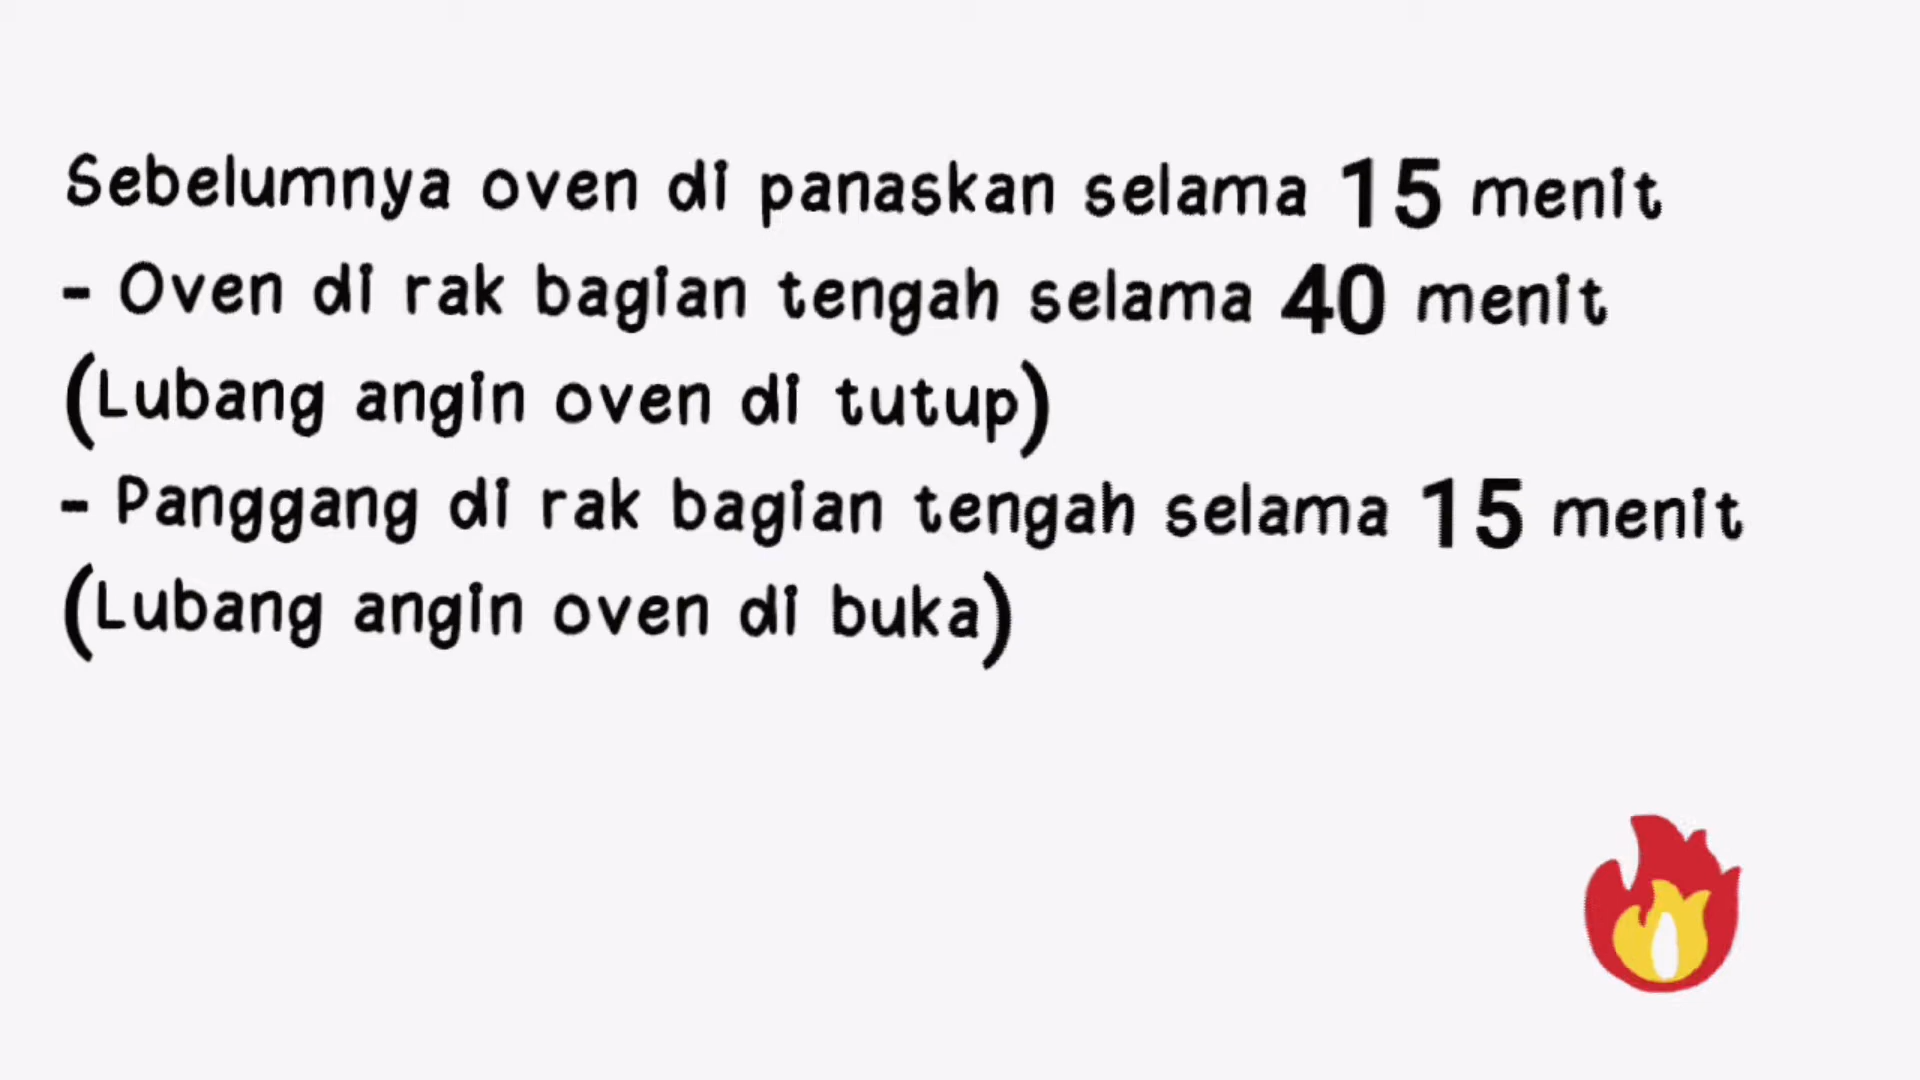 Sebelumnya oven di panaskan selama 15 menit
- Oven di rak bagian tengah selama 40 menit
(Lubang angin oven di tutup)
- Panggang di rak bagian tengah selama 15 menit
(Lubang angin oven di buka)